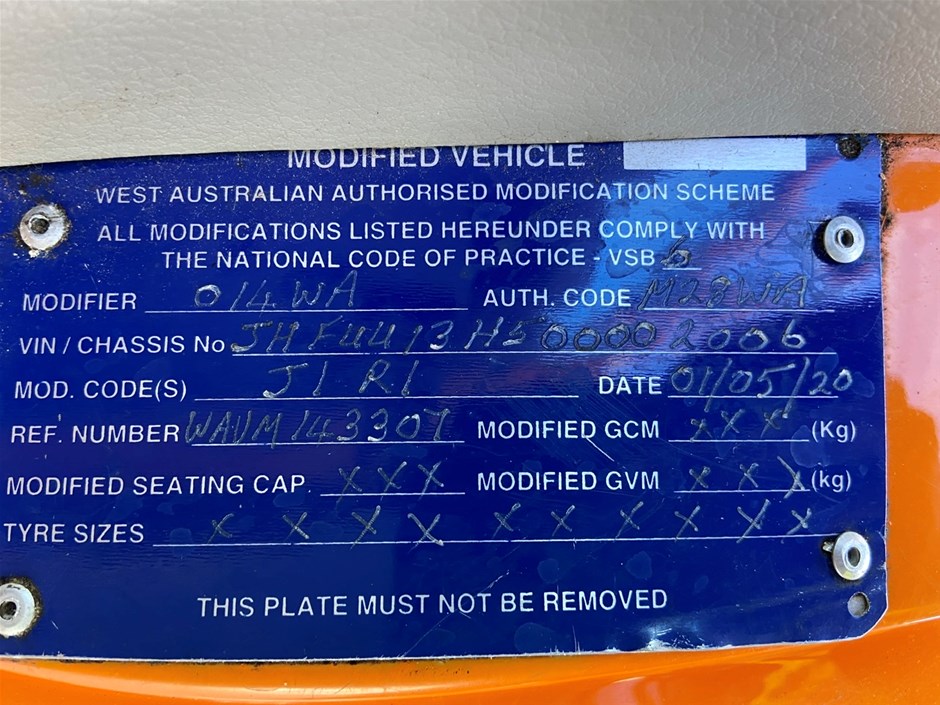 MODIFIED VEHICLE
WEST AUSTRALIAN AUTHORISED MODIFICATION SCHEME
ALL MODIFICATIONS LISTED HEREUNDER COMPLY WITH
THE NATIONAL CODE OF PRACTICE - VSB 6
MODIFIER 014WA AUTH. CODE M28WA
VIN / CHASSIS No JHFUU13H500002006
MOD. CODE(S) J1 R1 DATE 01/05/20
REF. NUMBER WAVM143307 MODIFIED GCM XXX (Kg)
MODIFIED SEATING CAP. XXX MODIFIED GVM XXX (kg)
TYRE SIZES X X X X X X X X X X
THIS PLATE MUST NOT BE REMOVED